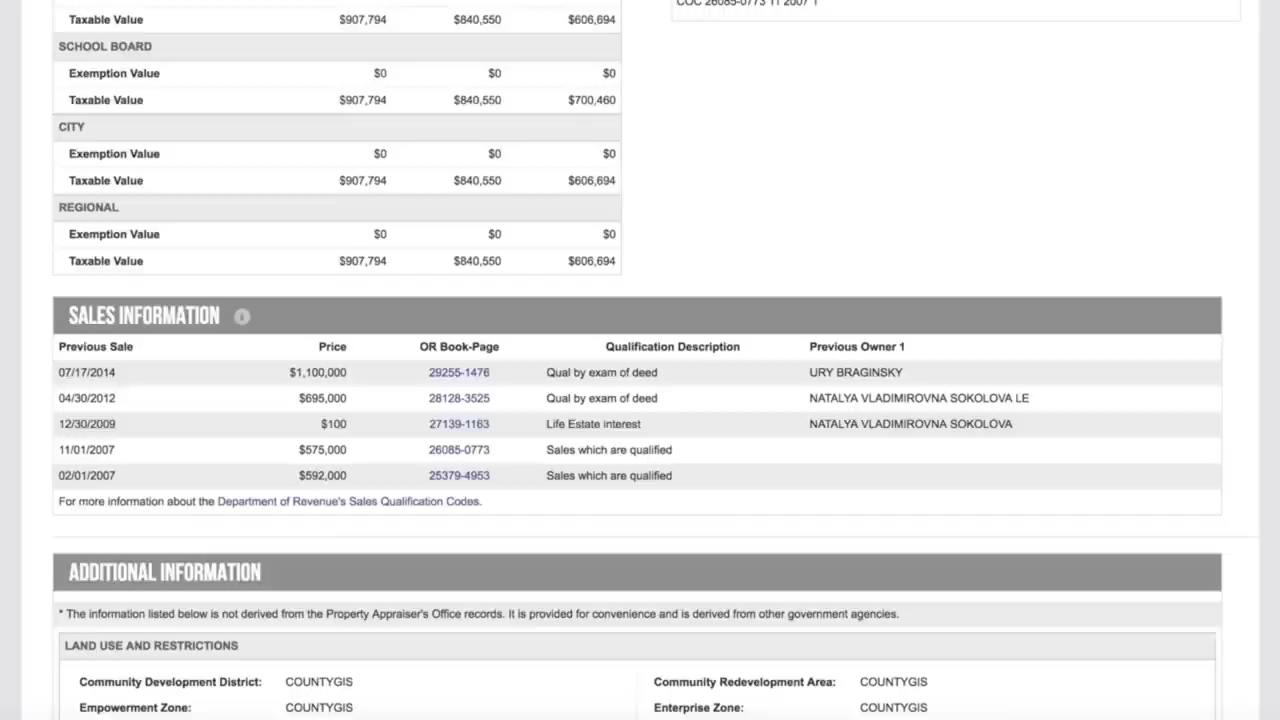 COC 26085-0773 11 2007 1
Taxable Value $907,794 $840,550 $606,694
SCHOOL BOARD
Exemption Value $0 $0 $0
Taxable Value $907,794 $840,550 $700,460
CITY
Exemption Value $0 $0 $0
Taxable Value $907,794 $840,550 $606,694
REGIONAL
Exemption Value $0 $0 $0
Taxable Value $907,794 $840,550 $606,694
SALES INFORMATION i
Previous Sale Price OR Book-Page Qualification Description Previous Owner 1
07/17/2014 $1,100,000 29255-1476 Qual by exam of deed URY BRAGINSKY
04/30/2012 $695,000 28128-3525 Qual by exam of deed NATALYA VLADIMIROVNA SOKOLOVA LE
12/30/2009 $100 27139-1163 Life Estate interest NATALYA VLADIMIROVNA SOKOLOVA
11/01/2007 $575,000 26085-0773 Sales which are qualified
02/01/2007 $592,000 25379-4953 Sales which are qualified
For more information about the Department of Revenue's Sales Qualification Codes.
ADDITIONAL INFORMATION
* The information listed below is not derived from the Property Appraiser's Office records. It is provided for convenience and is derived from other government agencies.
LAND USE AND RESTRICTIONS
Community Development District: COUNTYGIS Community Redevelopment Area: COUNTYGIS
Empowerment Zone: COUNTYGIS Enterprise Zone: COUNTYGIS